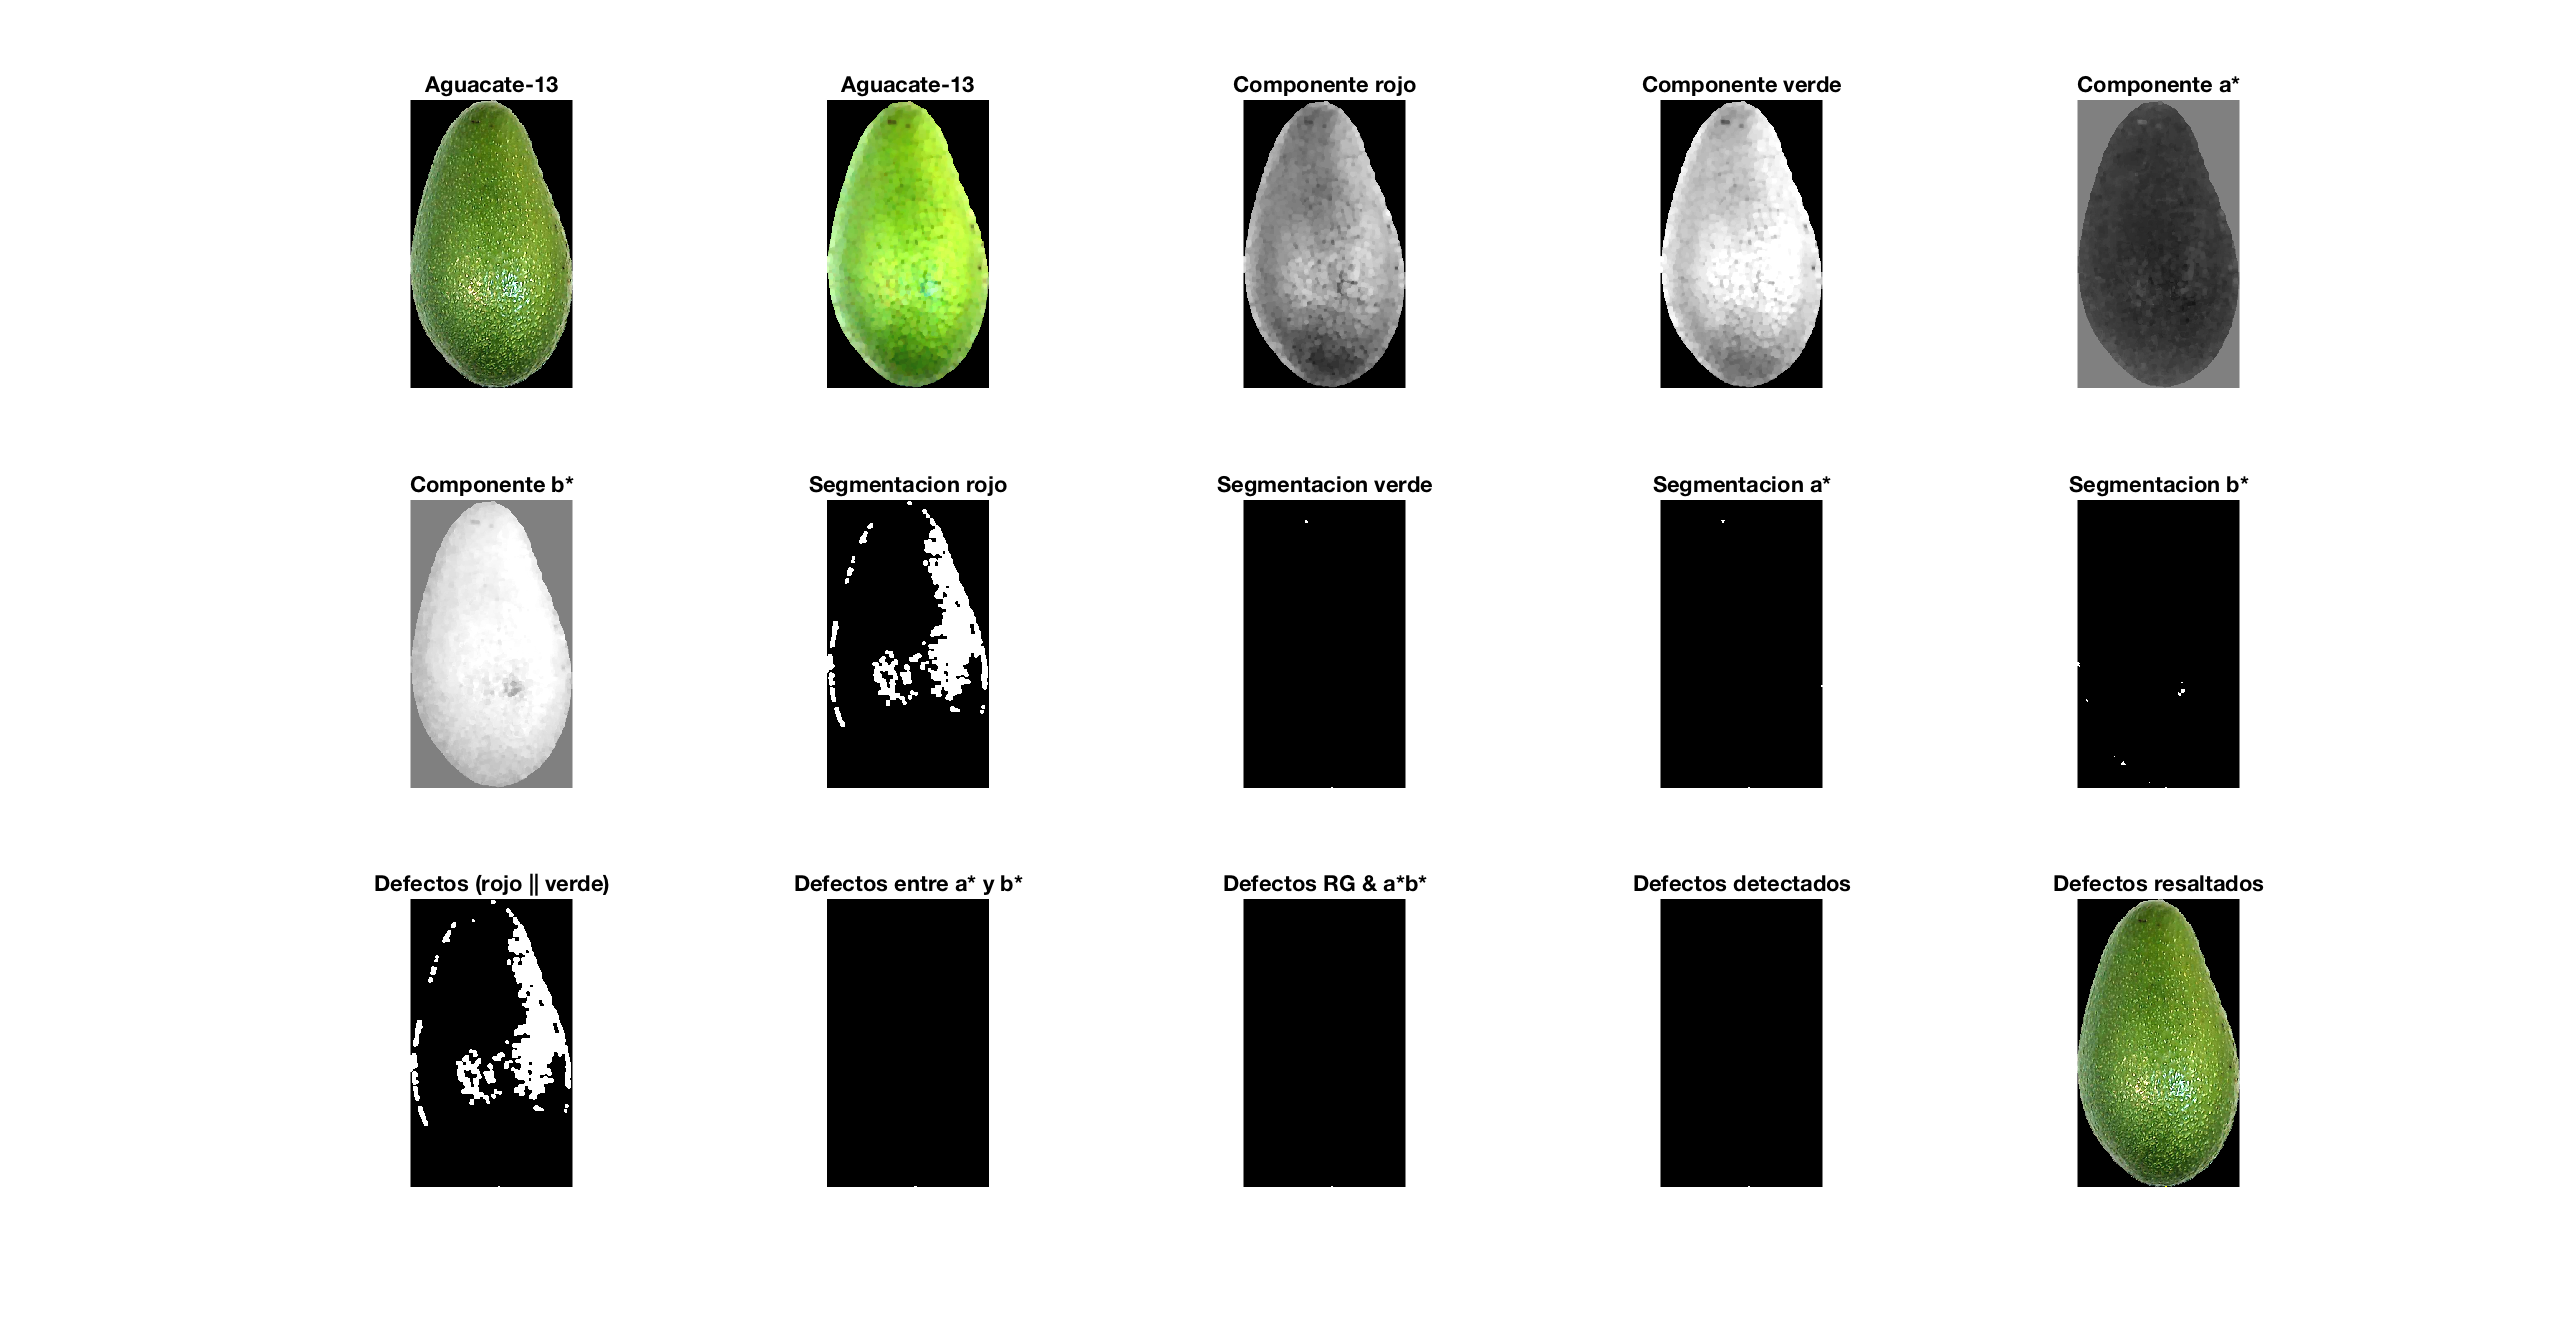 Aguacate-13
Aguacate-13
Componente rojo
Componente verde
Componente a*
Componente b*
Segmentacion rojo
Segmentacion verde
Segmentacion a*
Segmentacion b*
Defectos (rojo || verde)
Defectos entre a* y b*
Defectos RG & a*b*
Defectos detectados
Defectos resaltados